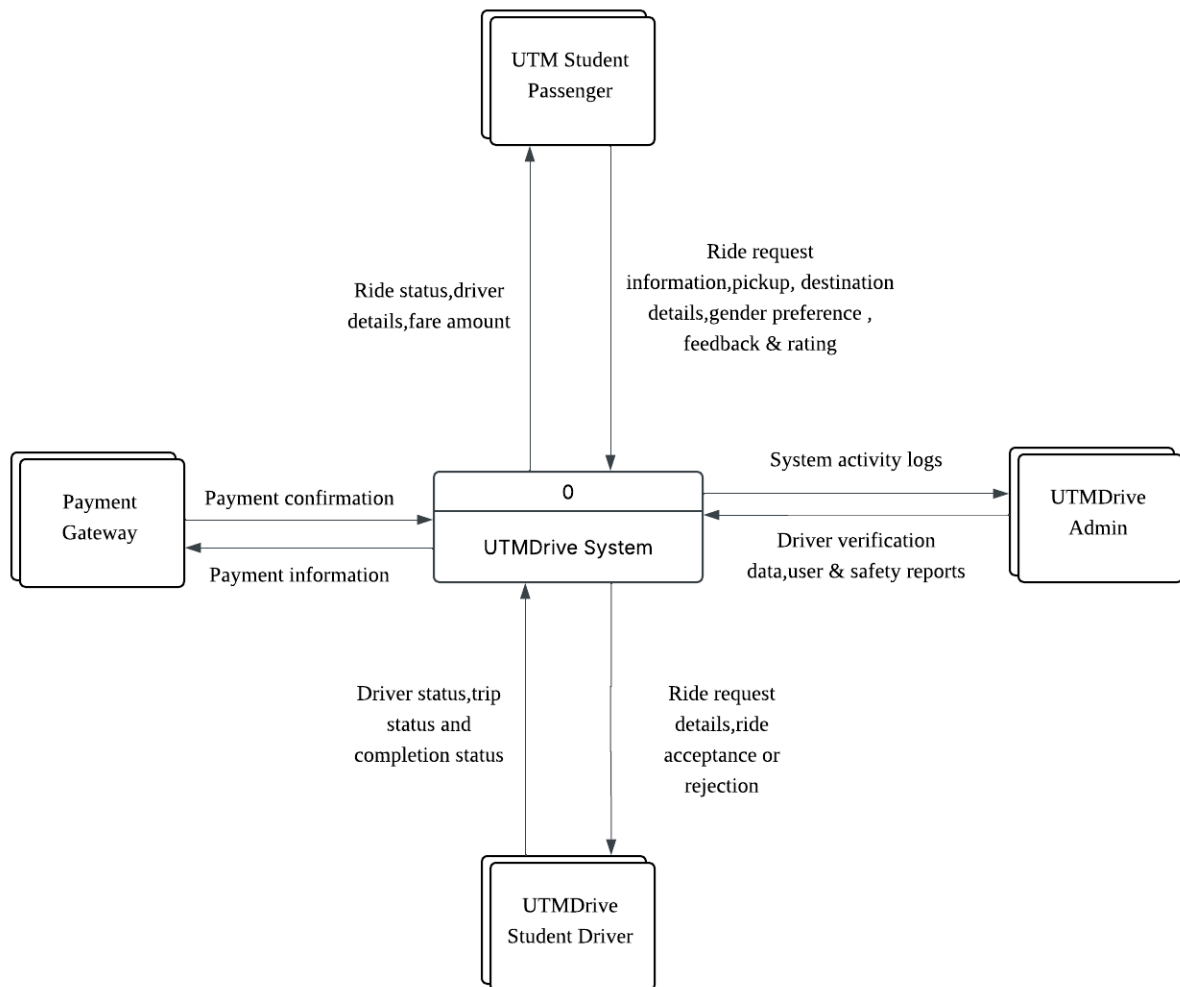 UTM Student
Passenger
Ride status,driver
details,fare amount
Ride request
information,pickup, destination
details,gender preference ,
feedback & rating
Payment
Gateway
Payment confirmation
Payment information
0
UTMDrive System
System activity logs
Driver verification
data,user & safety reports
UTMDrive
Admin
Driver status,trip
status and
completion status
Ride request
details,ride
acceptance or
rejection
UTMDrive
Student Driver